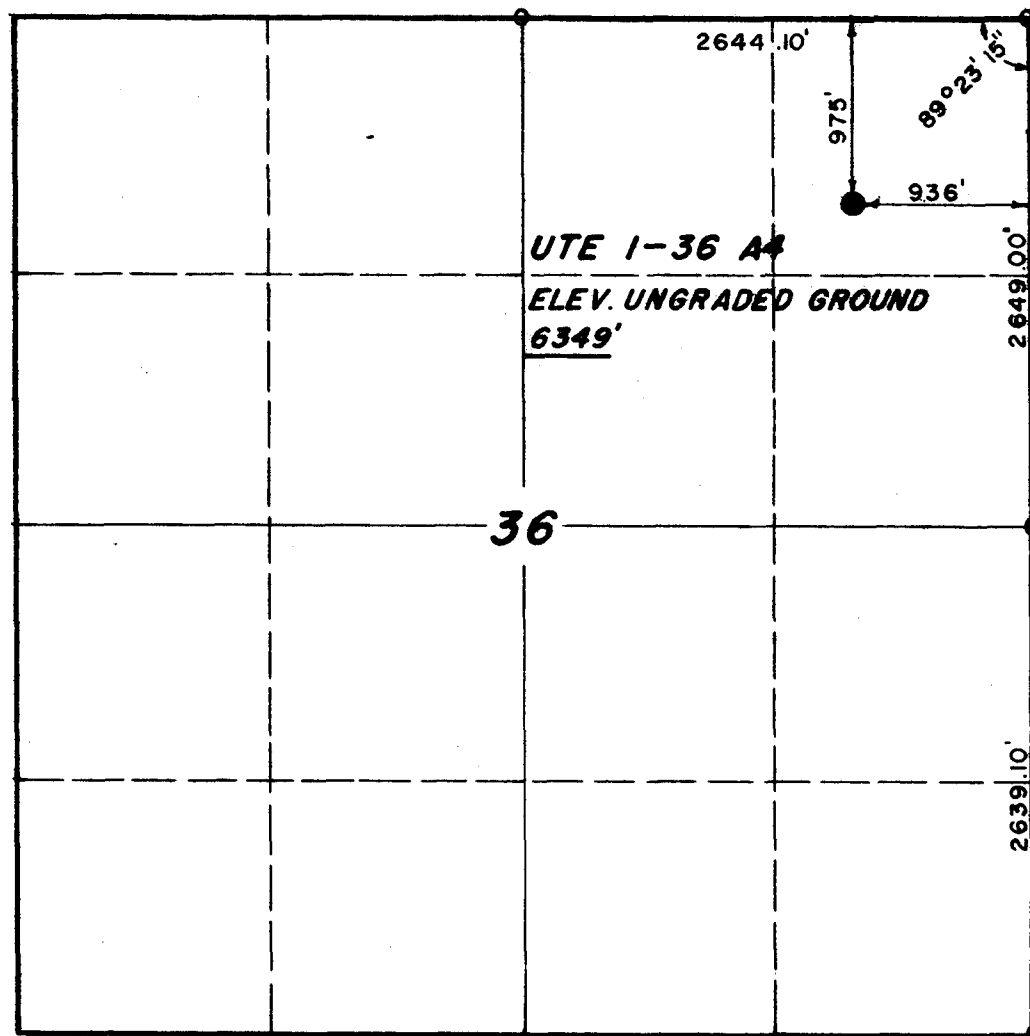 2644.10'
89° 23' 15"
975'
936'
UTE 1-36 A4
ELEV. UNGRADED GROUND
6349'
2649.00'
36
2639.10'